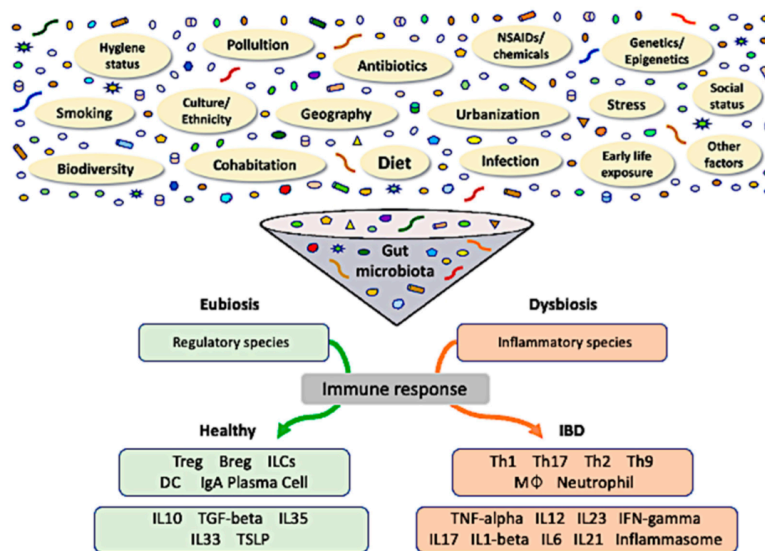 Hygiene status
Pollution
Antibiotics
NSAIDs/ chemicals
Genetics/ Epigenetics
Smoking
Culture/ Ethnicity
Geography
Urbanization
Stress
Social status
Biodiversity
Cohabitation
Diet
Infection
Early life exposure
Other factors
Gut microbiota
Eubiosis
Dysbiosis
Regulatory species
Inflammatory species
Immune response
Healthy
IBD
Treg Breg ILCs
DC IgA Plasma Cell
Th1 Th17 Th2 Th9
MΦ Neutrophil
IL10 TGF-beta IL35
IL33 TSLP
TNF-alpha IL12 IL23 IFN-gamma
IL17 IL1-beta IL6 IL21 Inflammasome